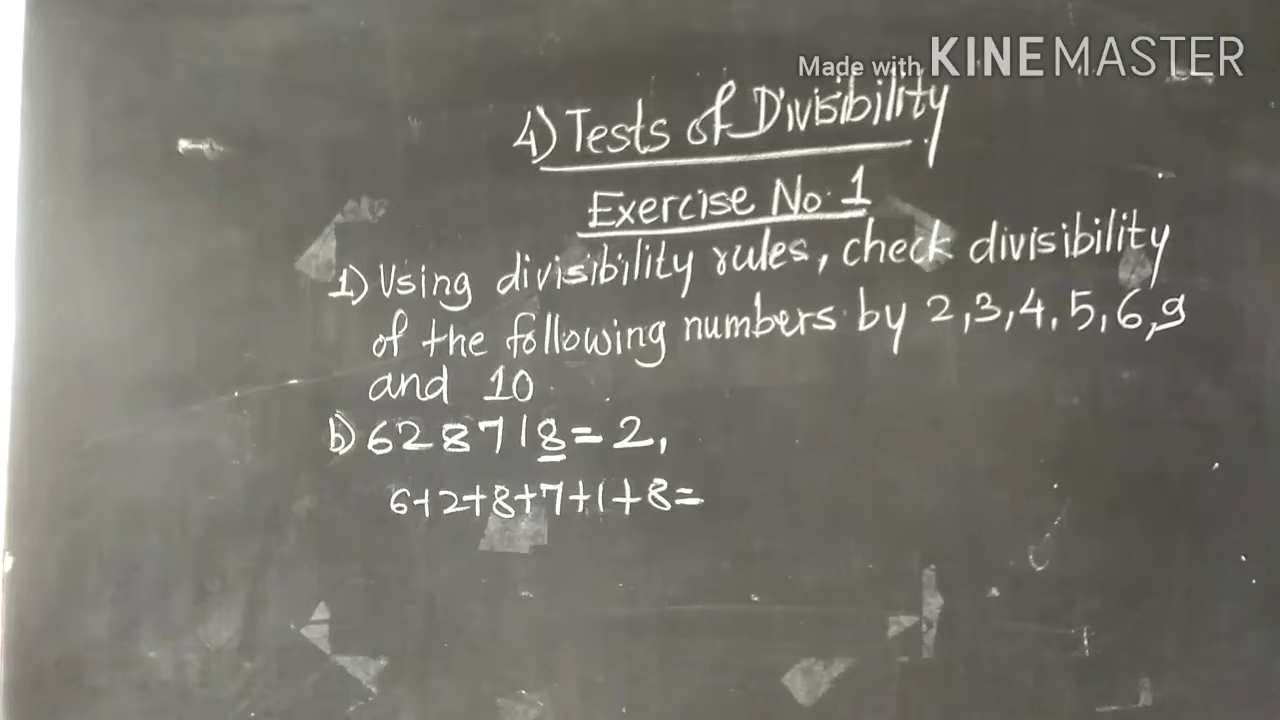 Made with KINEMASTER
4) Tests of Divisibility
Exercise No. 1
1) Using divisibility rules, check divisibility
of the following numbers by 2,3,4,5,6,9
and 10.
b) 628718 = 2,
6+2+8+7+1+8=